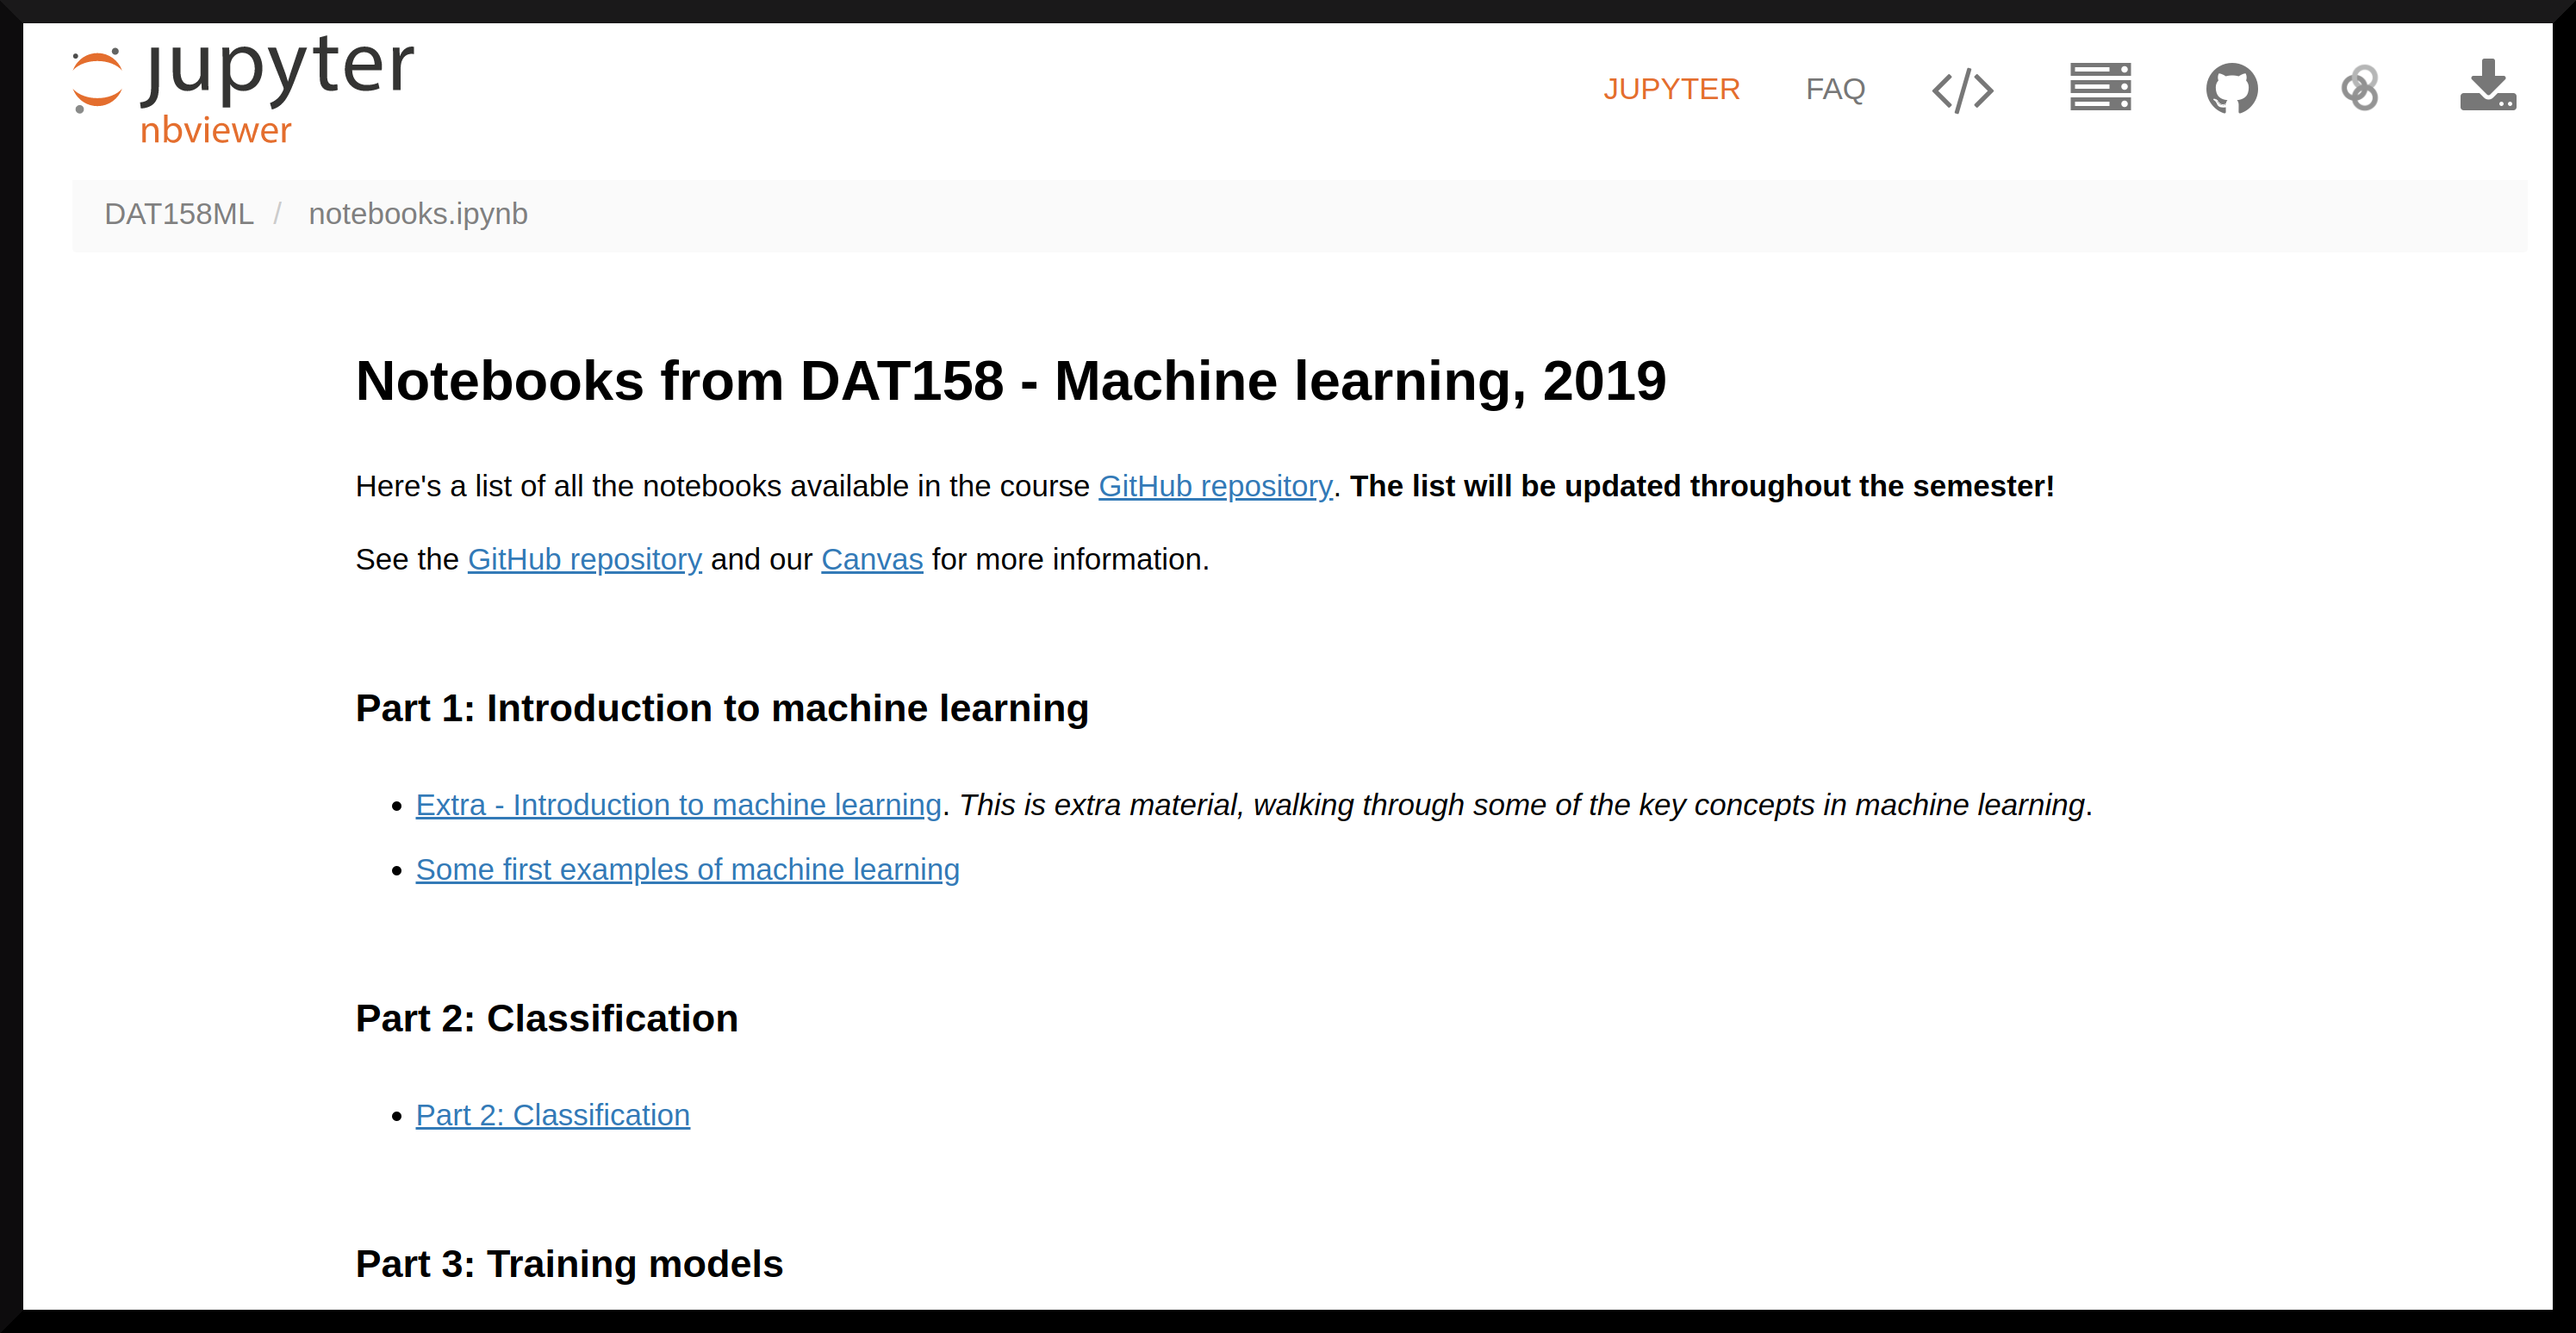 jupyter
nbviewer
JUPYTER FAQ
DAT158ML / notebooks.ipynb
Notebooks from DAT158 - Machine learning, 2019
Here's a list of all the notebooks available in the course GitHub repository. The list will be updated throughout the semester!
See the GitHub repository and our Canvas for more information.
Part 1: Introduction to machine learning
• Extra - Introduction to machine learning. This is extra material, walking through some of the key concepts in machine learning.
• Some first examples of machine learning
Part 2: Classification
• Part 2: Classification
Part 3: Training models